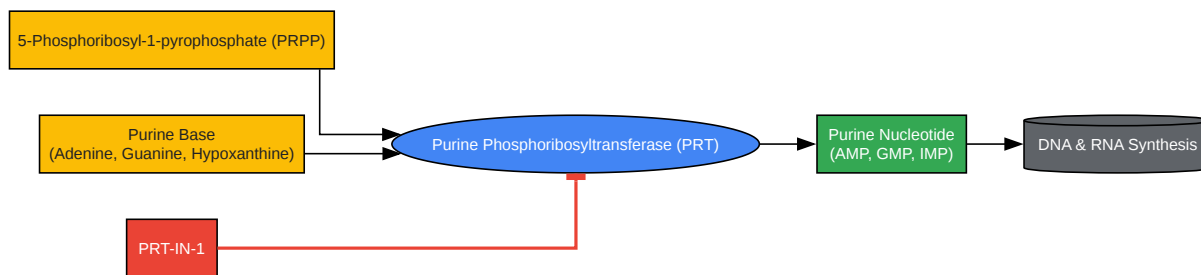 5-Phosphoribosyl-1-pyrophosphate (PRPP)
Purine Base
(Adenine, Guanine, Hypoxanthine)
Purine Phosphoribosyltransferase (PRT)
Purine Nucleotide
(AMP, GMP, IMP)
DNA & RNA Synthesis
PRT-IN-1